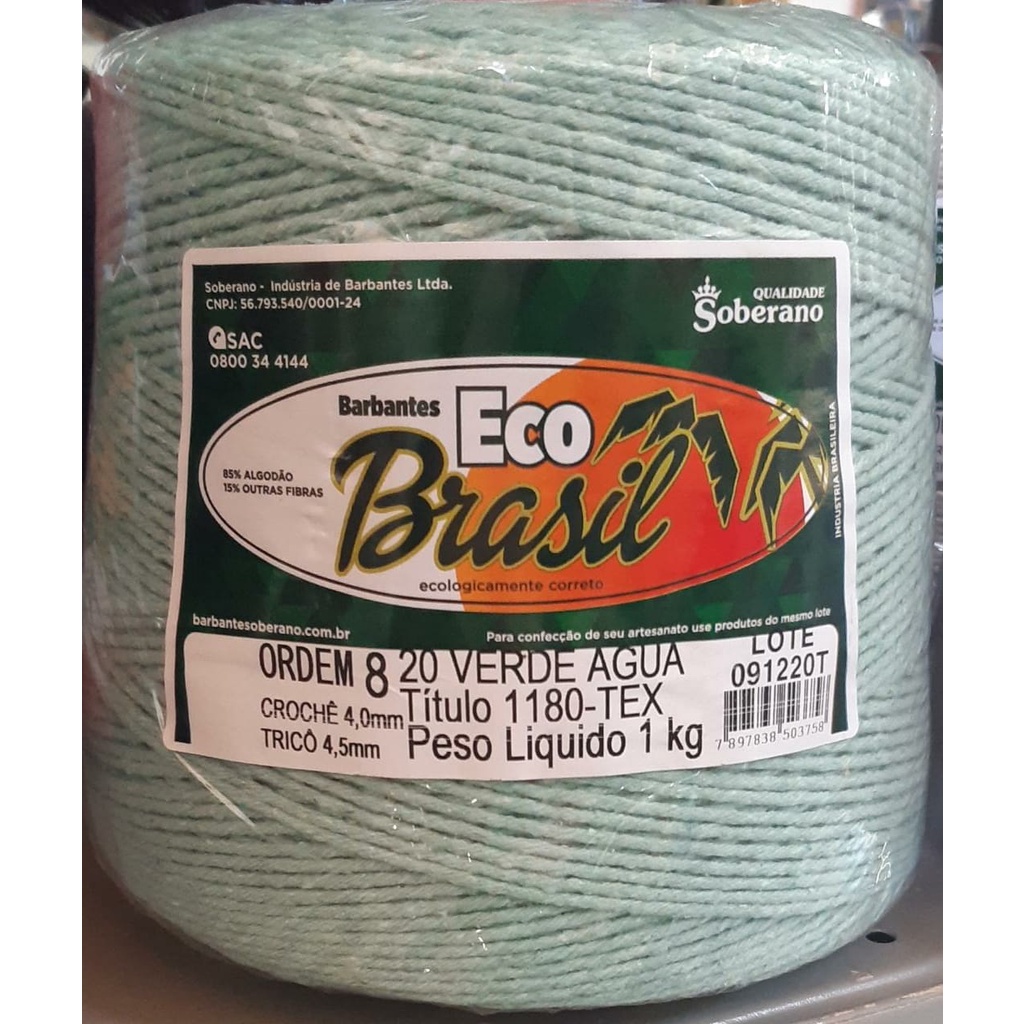 Soberano - Indústria de Barbantes Ltda.
CNPJ: 56.793.540/0001-24
QUALIDADE
Soberano
SAC
0800 34 4144
Barbantes Eco
Brasil
85% ALGODÃO
15% OUTRAS FIBRAS
ecologicamente correto
INDÚSTRIA BRASILEIRA
barbantesoberano.com.br
Para confecção de seu artesanato use produtos do mesmo lote
ORDEM 8
CROCHÊ 4,0mm
TRICÔ 4,5mm
20 VERDE AGUA
Título 1180-TEX
Peso Liquido 1 kg
LOTE
091220T
7 897838 503758